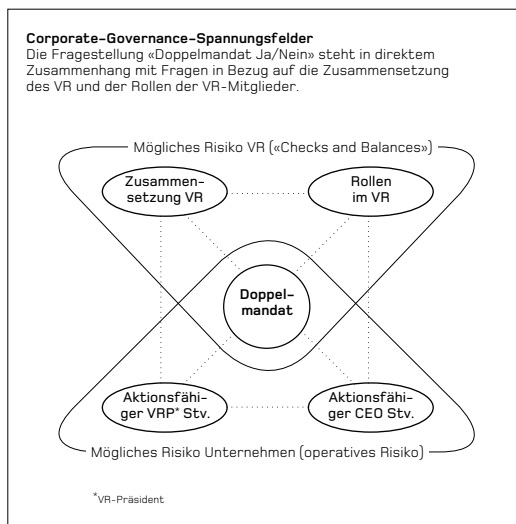 Corporate-Governance-Spannungsfelder
Die Fragestellung «Doppelmandat Ja/Nein» steht in direktem
Zusammenhang mit Fragen in Bezug auf die Zusammensetzung
des VR und der Rollen der VR-Mitglieder.
Mögliches Risiko VR («Checks and Balances»)
Zusammen-
setzung VR
Rollen
im VR
Doppel-
mandat
Aktionsfähi-
ger VRP* Stv.
Aktionsfähi-
ger CEO Stv.
Mögliches Risiko Unternehmen (operatives Risiko)
*VR-Präsident